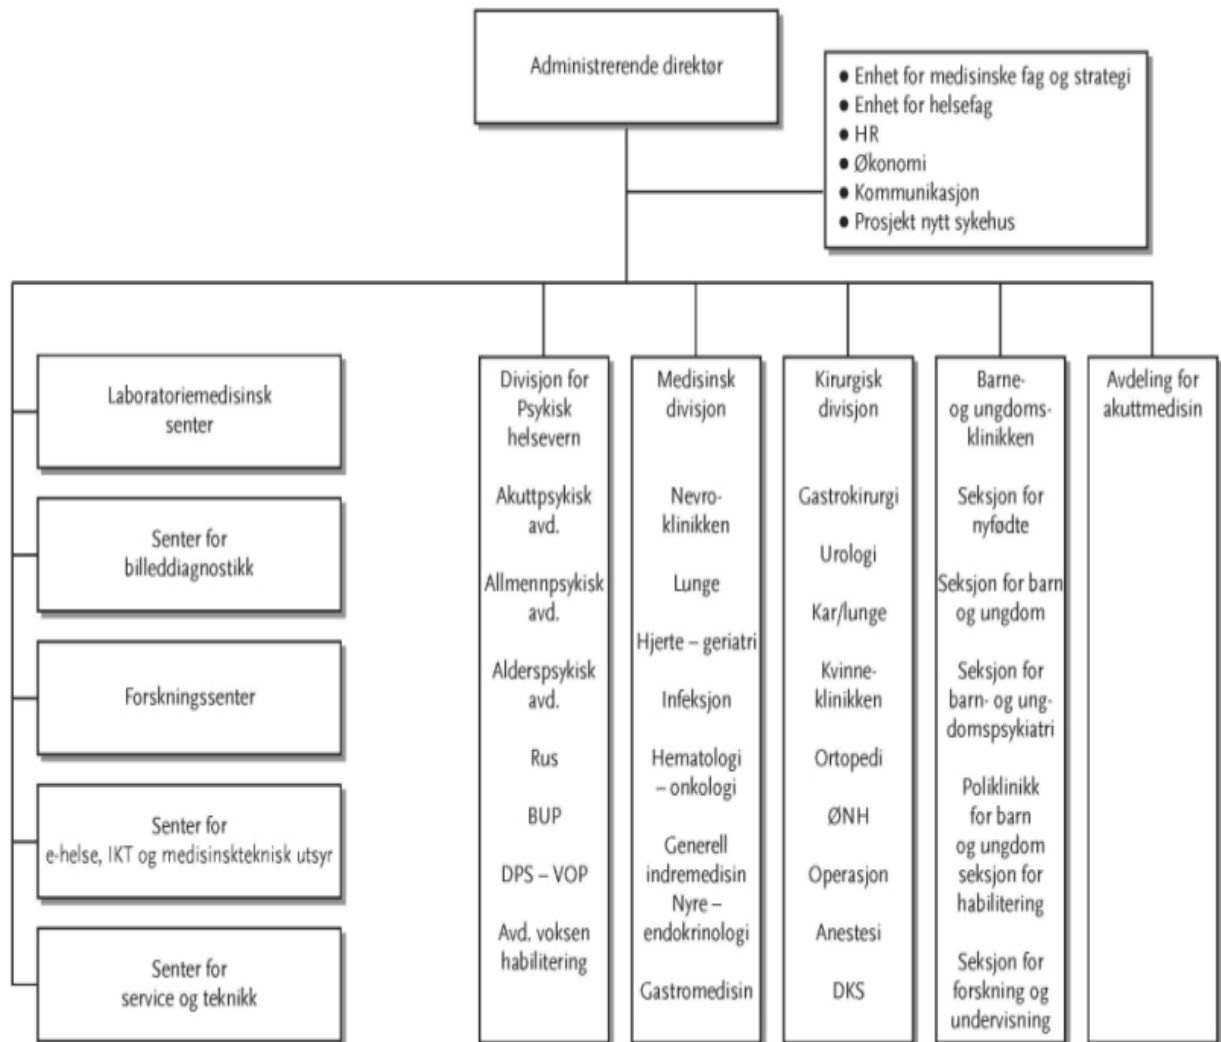 Administrerende direktør
● Enhet for medisinske fag og strategi
● Enhet for helsefag
● HR
● Økonomi
● Kommunikasjon
● Prosjekt nytt sykehus
Laboratoriemedisinsk
senter
Senter for
billeddiagnostikk
Forskningssenter
Senter for
e-helse, IKT og medisinskteknisk utsyr
Senter for
service og teknikk
Divisjon for
Psykisk
helsevern
Akuttpsykisk
avd.
Allmennpsykisk
avd.
Alderspsykisk
avd.
Rus
BUP
DPS – VOP
Avd. voksen
habilitering
Medisinsk
divisjon
Nevro-
klinikken
Lunge
Hjerte – geriatri
Infeksjon
Hematologi
– onkologi
Generell
indremedisin
Nyre –
endokrinologi
Gastromedisin
Kirurgisk
divisjon
Gastrokirurgi
Urologi
Kar/lunge
Kvinne-
klinikken
Ortopedi
ØNH
Operasjon
Anestesi
DKS
Barne-
og ungdoms-
klinikken
Seksjon for
nyfødte
Seksjon for barn
og ungdom
Seksjon for
barn- og ung-
domspsykiatri
Poliklinikk
for barn
og ungdom
seksjon for
habilitering
Seksjon for
forskning og
undervisning
Avdeling for
akuttmedisin